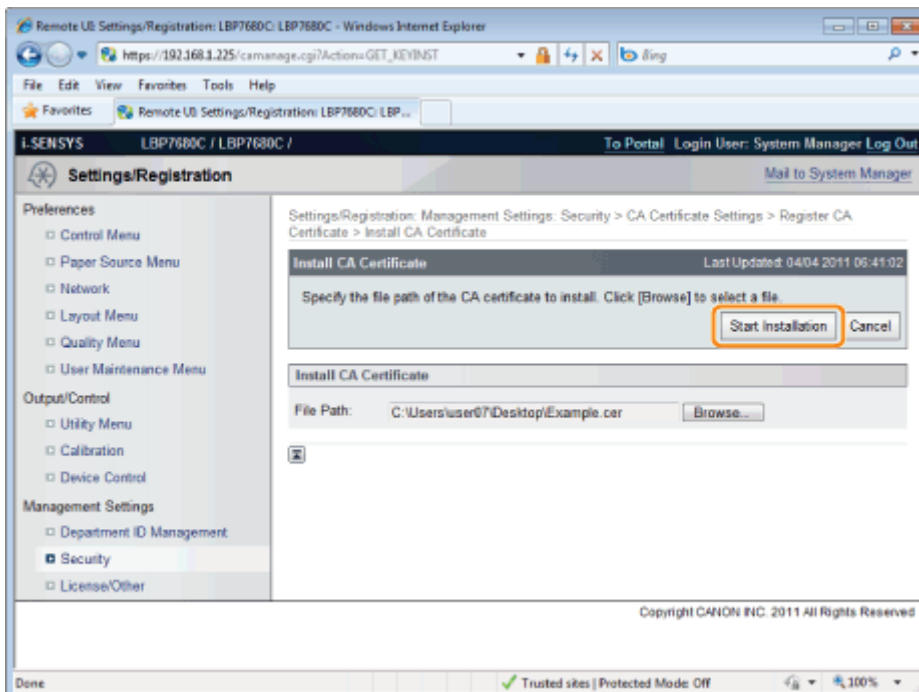 Remote UI: Settings/Registration: LBP7680C: LBP7680C - Windows Internet Explorer
https://192.168.1.225/camanage.cgi?Action=GET_KEYINST
Bing
File Edit View Favorites Tools Help
Favorites Remote UI: Settings/Registration: LBP7680C: LBP...
i-SENSYS LBP7680C / LBP7680C / To Portal Login User: System Manager Log Out
Settings/Registration Mail to System Manager
Preferences
Control Menu
Paper Source Menu
Network
Layout Menu
Quality Menu
User Maintenance Menu
Output/Control
Utility Menu
Calibration
Device Control
Management Settings
Department ID Management
Security
License/Other
Settings/Registration: Management Settings: Security > CA Certificate Settings > Register CA
Certificate > Install CA Certificate
Install CA Certificate Last Updated: 04/04 2011 06:41:02
Specify the file path of the CA certificate to install. Click [Browse] to select a file.
Start Installation Cancel
Install CA Certificate
File Path: C:\Users\user07\Desktop\Example.cer Browse...
Copyright CANON INC. 2011 All Rights Reserved
Done Trusted sites | Protected Mode: Off 100%